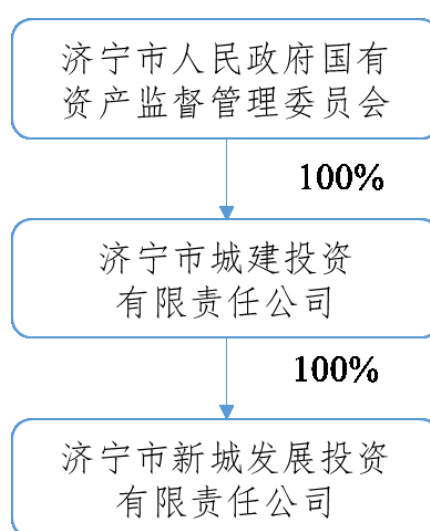 济宁市人民政府国有
资产监督管理委员会
100%
济宁市城建投资
有限责任公司
100%
济宁市新城发展投资
有限责任公司